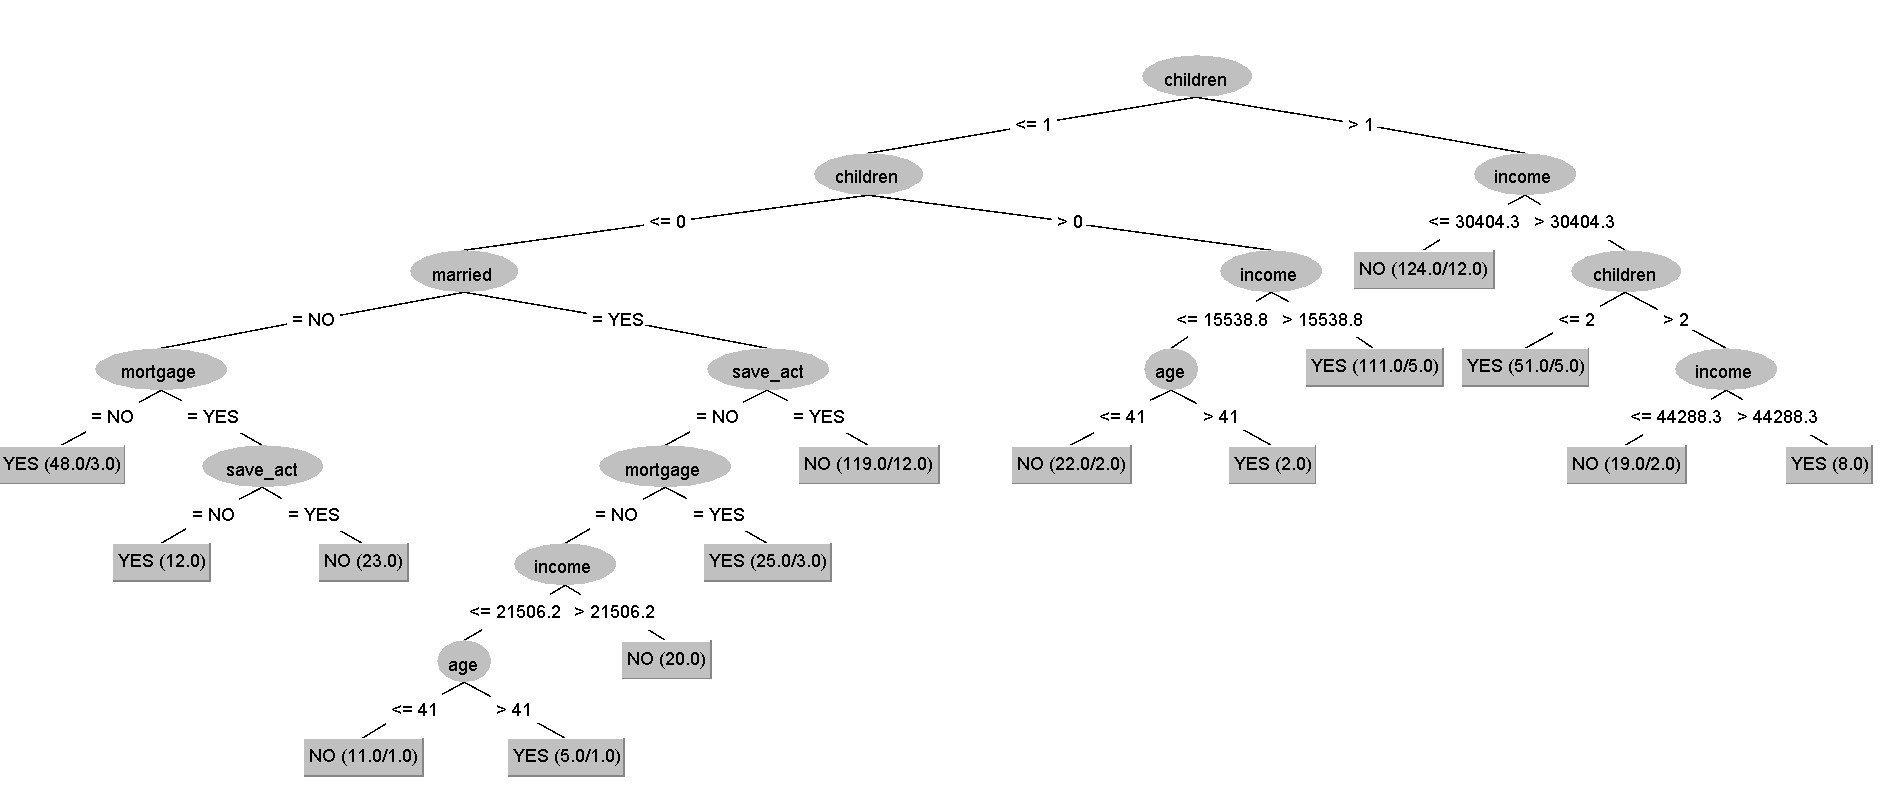 children
<= 1
> 1
children
income
<= 0
> 0
<= 30404.3
> 30404.3
married
income
NO (124.0/12.0)
children
= NO
= YES
<= 15538.8
> 15538.8
<= 2
> 2
mortgage
save_act
age
YES (111.0/5.0)
YES (51.0/5.0)
income
= NO
= YES
= NO
= YES
<= 41
> 41
<= 44288.3
> 44288.3
YES (48.0/3.0)
save_act
mortgage
NO (119.0/12.0)
NO (22.0/2.0)
YES (2.0)
NO (19.0/2.0)
YES (8.0)
= NO
= YES
= NO
= YES
YES (12.0)
NO (23.0)
income
YES (25.0/3.0)
<= 21506.2
> 21506.2
age
NO (20.0)
<= 41
> 41
NO (11.0/1.0)
YES (5.0/1.0)